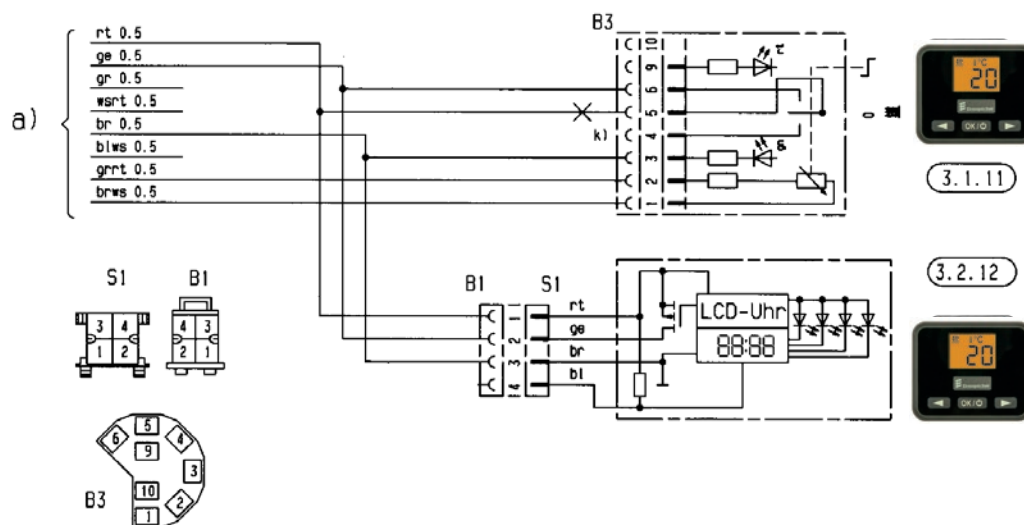 a)
rt 0.5
ge 0.5
gr 0.5
wsrt 0.5
br 0.5
blws 0.5
grrt 0.5
brws 0.5
B3
10
9
6
5
4
3
2
1
k)
τ
&
0
1°C
20
OK/
3.1.11
3.2.12
S1
3 4
1 2
B1
4 3
2 1
B1
S1
1
2
3
4
rt
ge
br
bl
LCD-Uhr
88:88
1°C
20
OK/
B3
6
5
4
9
3
10
2
1